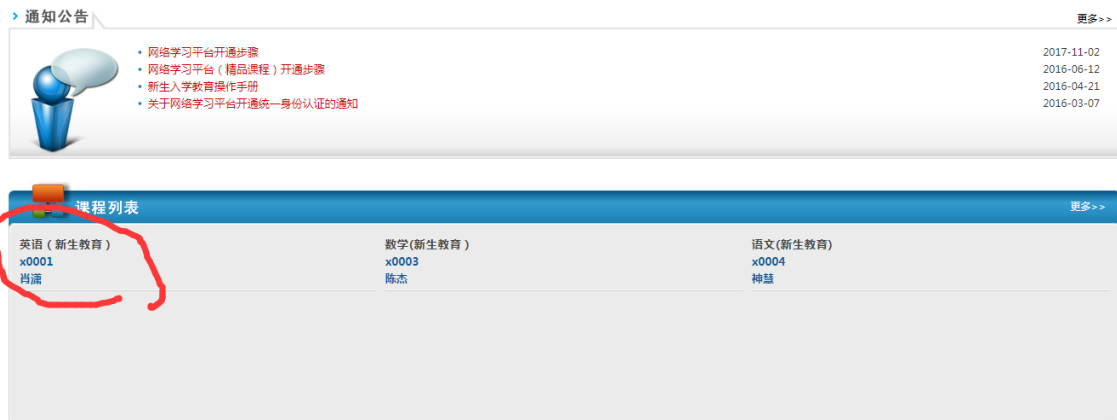 通知公告
更多>>
网络学习平台开通步骤 2017-11-02
网络学习平台（精品课程）开通步骤 2016-06-12
新生入学教育操作手册 2016-04-21
关于网络学习平台开通统一身份认证的通知 2016-03-07
课程列表
更多>>
英语（新生教育）
x0001
肖潇
数学(新生教育）
x0003
陈杰
语文(新生教育)
x0004
神慧